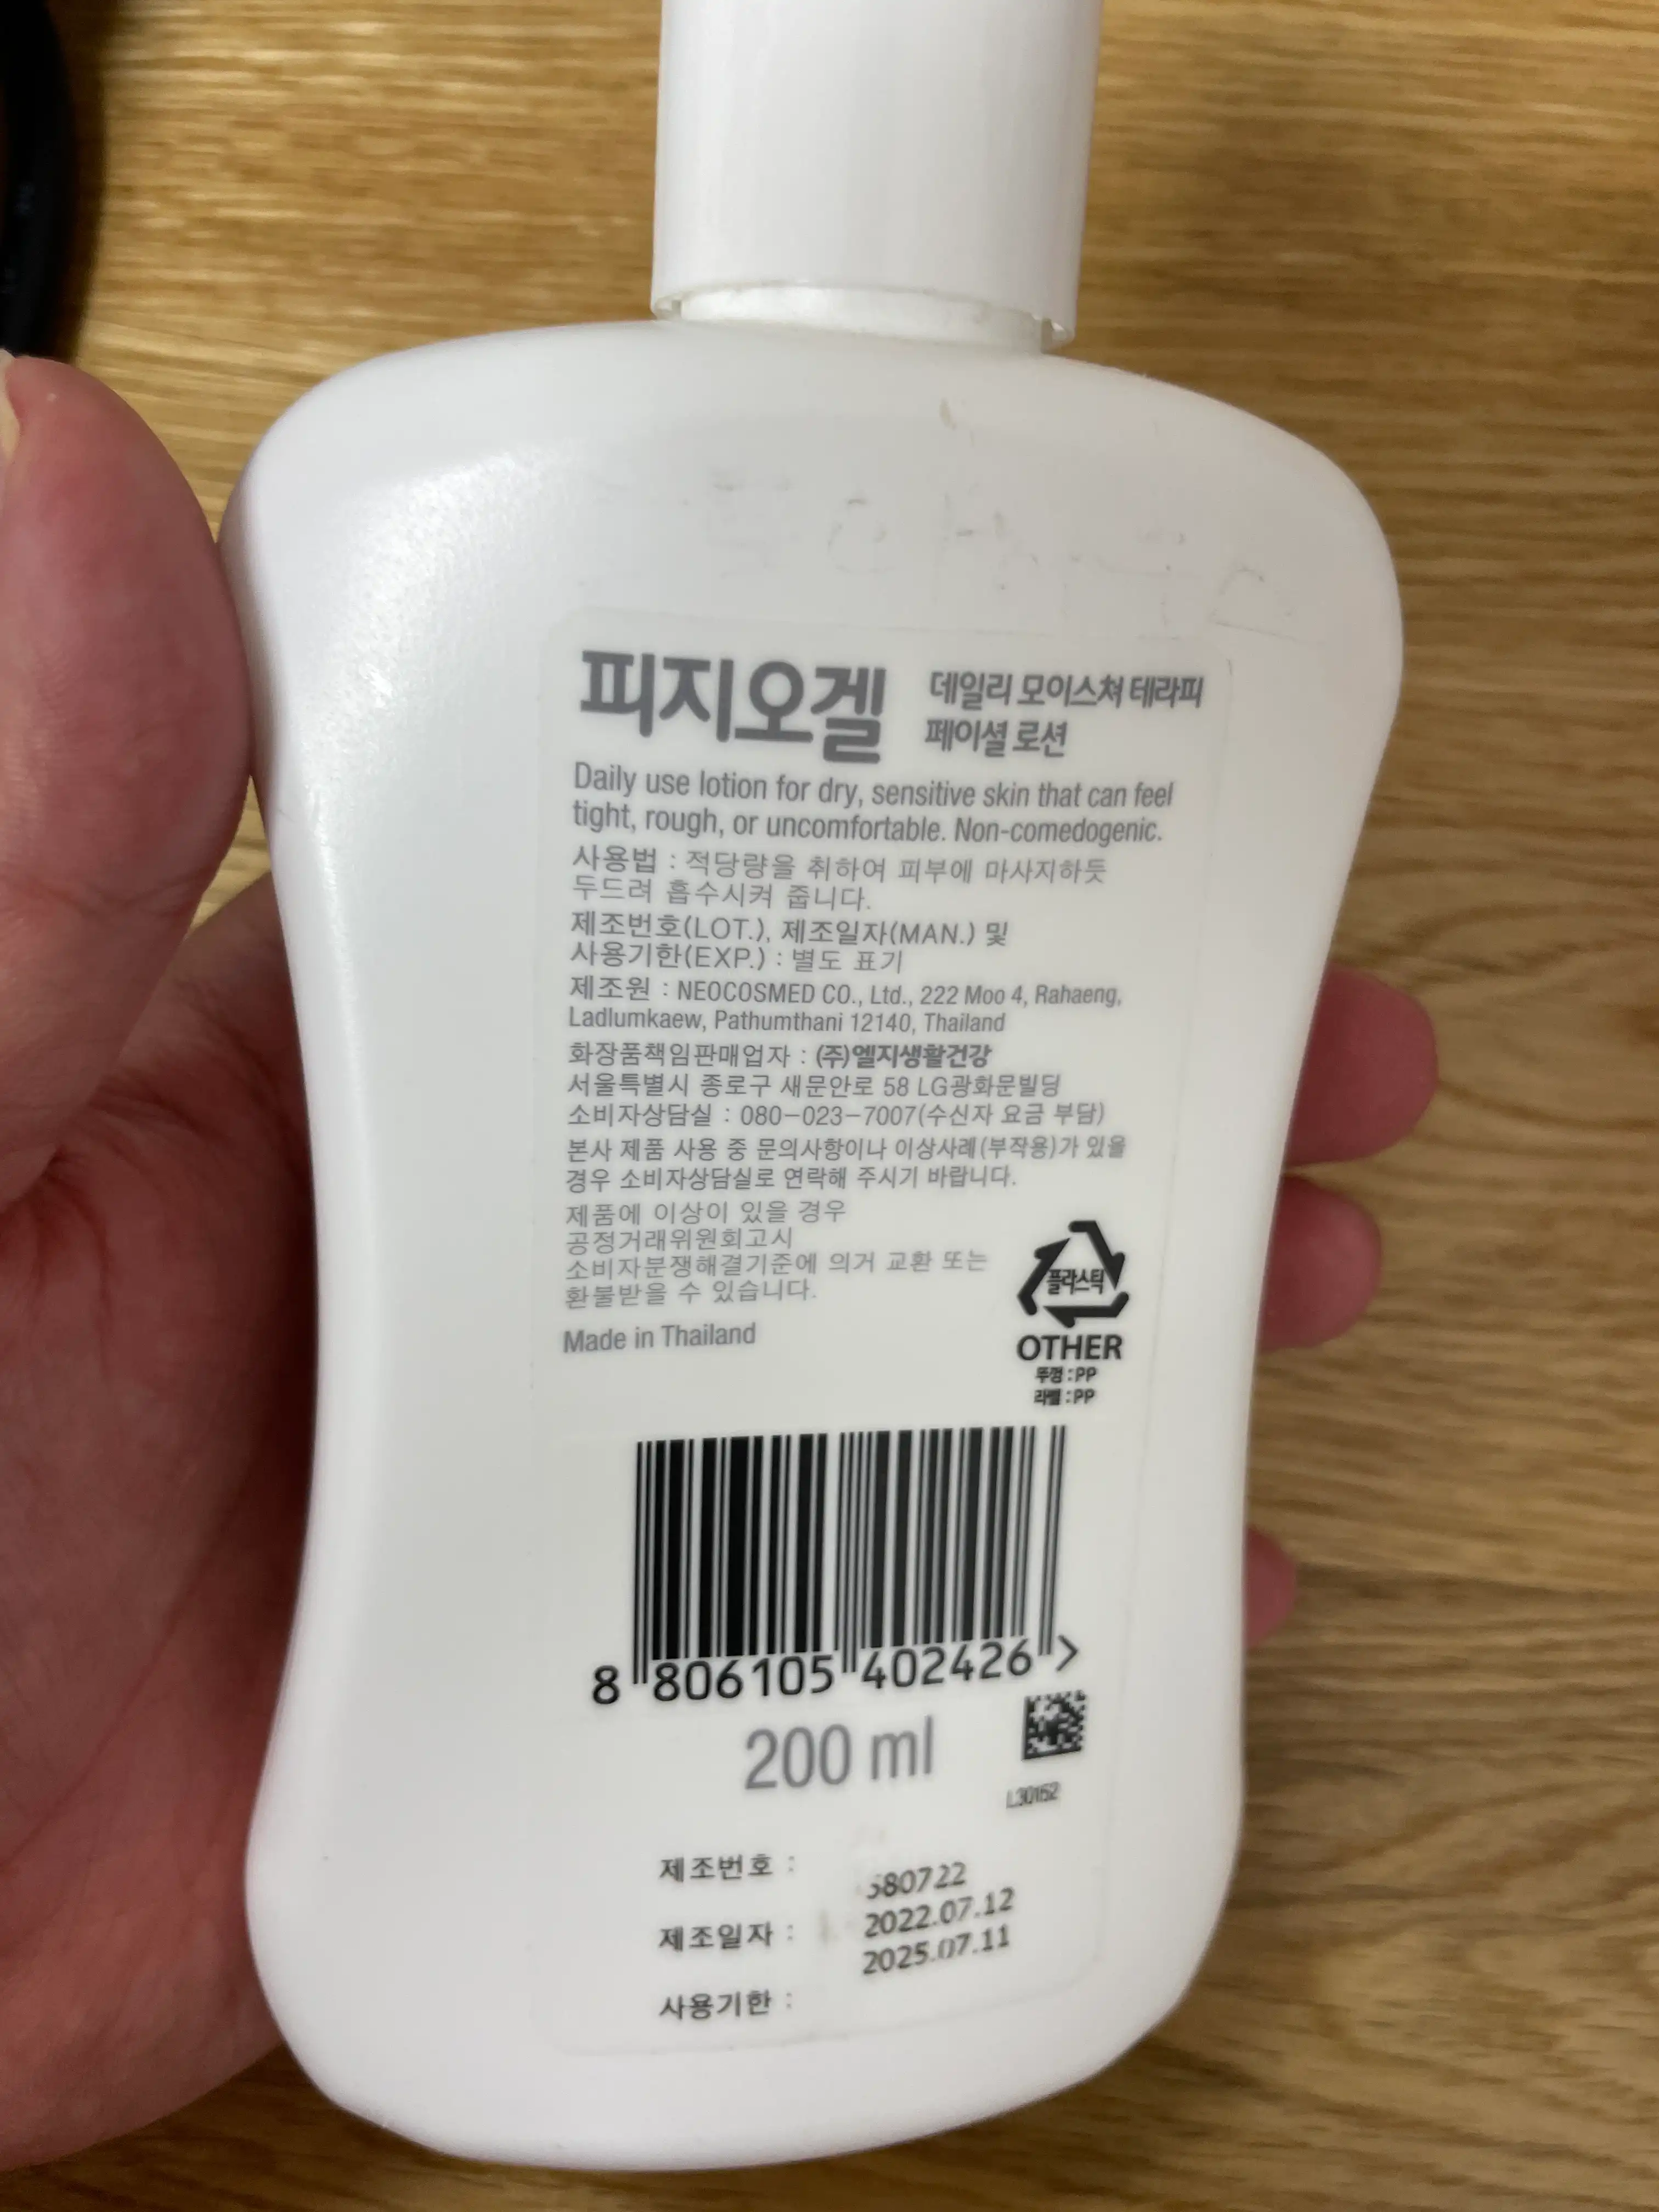 피지오겔 데일리 모이스쳐 테라피
페이셜 로션
Daily use lotion for dry, sensitive skin that can feel
tight, rough, or uncomfortable. Non-comedogenic.
사용법 : 적당량을 취하여 피부에 마사지하듯
두드려 흡수시켜 줍니다.
제조번호(LOT.), 제조일자(MAN.) 및
사용기한(EXP.) : 별도 표기
제조원 : NEOCOSMED CO., Ltd., 222 Moo 4, Rahaeng,
Ladlumkaew, Pathumthani 12140, Thailand
화장품책임판매업자 : (주)엘지생활건강
서울특별시 종로구 새문안로 58 LG광화문빌딩
소비자상담실 : 080-023-7007(수신자 요금 부담)
본사 제품 사용 중 문의사항이나 이상사례(부작용)가 있을
경우 소비자상담실로 연락해 주시기 바랍니다.
제품에 이상이 있을 경우
공정거래위원회고시
소비자분쟁해결기준에 의거 교환 또는
환불받을 수 있습니다.
Made in Thailand
플라스틱
OTHER
뚜껑 : PP
라벨 : PP
8 806105 402426 >
200 ml
L30152
제조번호 :
제조일자 : 2022.07.12
2025.07.11
사용기한 :